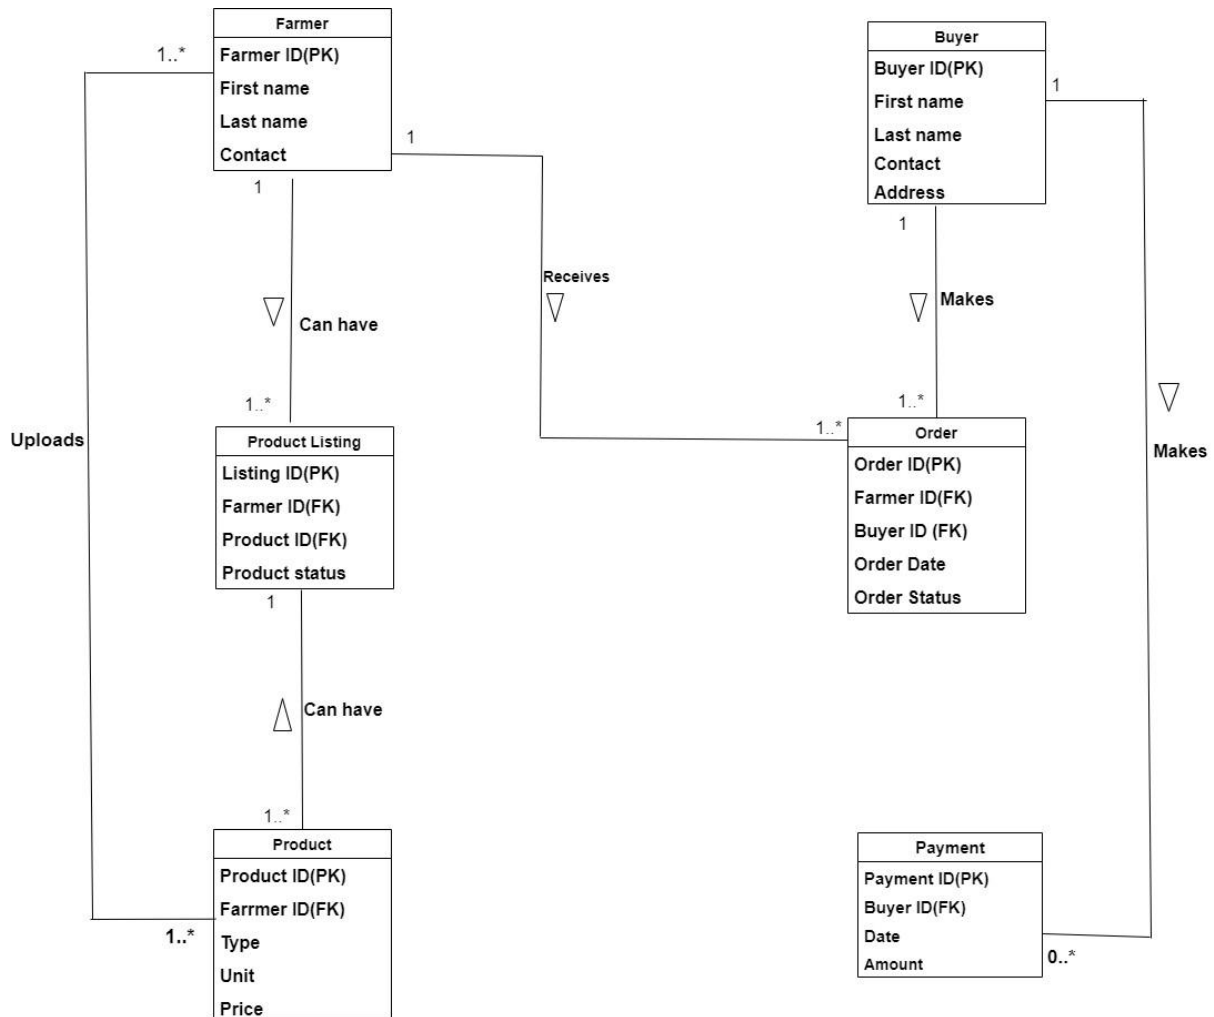 Farmer
Farmer ID(PK)
First name
Last name
Contact
1..*
1
1
Buyer
Buyer ID(PK)
First name
Last name
Contact
Address
1
1
Receives
Can have
Makes
1..*
1..*
1..*
Uploads
Makes
Product Listing
Listing ID(PK)
Farmer ID(FK)
Product ID(FK)
Product status
1
Order
Order ID(PK)
Farmer ID(FK)
Buyer ID (FK)
Order Date
Order Status
Can have
1..*
Product
Product ID(PK)
Farrmer ID(FK)
Type
Unit
Price
1..*
Payment
Payment ID(PK)
Buyer ID(FK)
Date
Amount
0..*